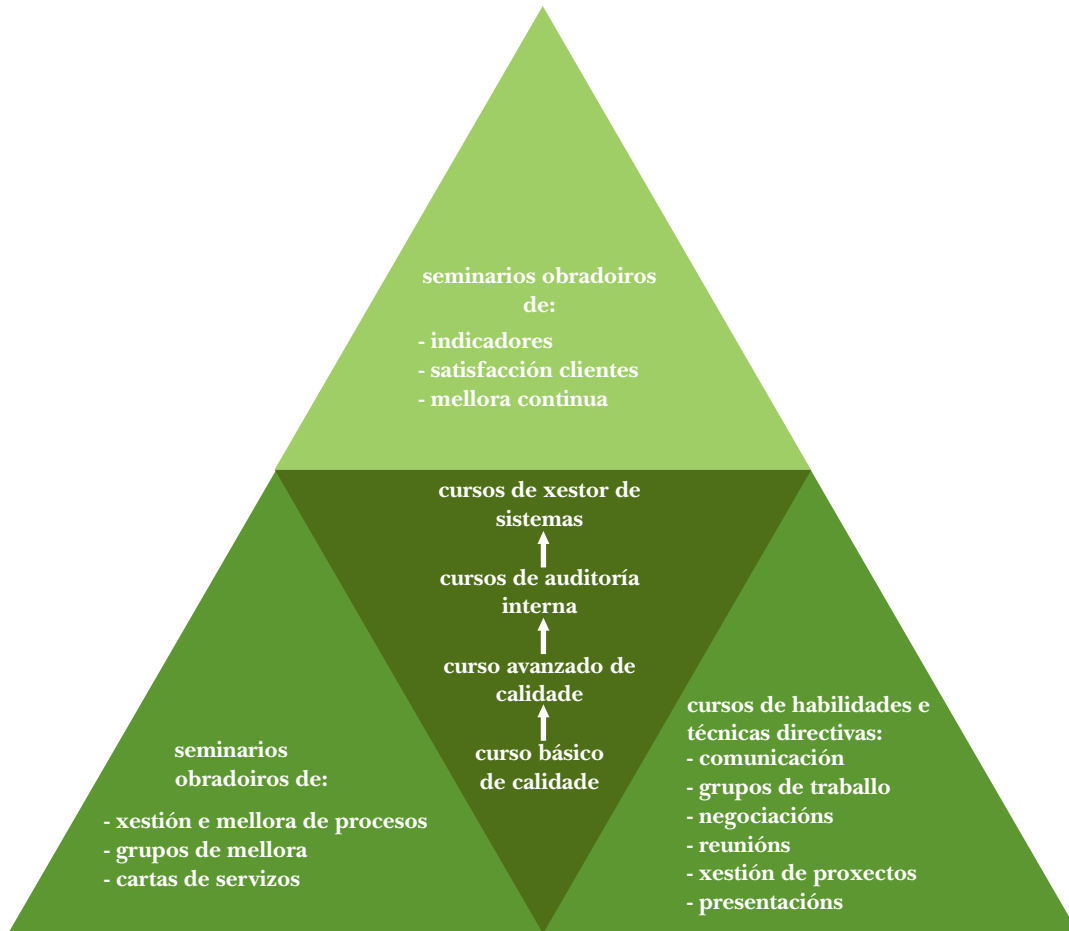 seminarios obradoiros
de:
- indicadores
- satisfacción clientes
- mellora continua
cursos de xestor de
sistemas
cursos de auditoría
interna
curso avanzado de
calidade
curso básico
de calidade
seminarios
obradoiros de:
- xestión e mellora de procesos
- grupos de mellora
- cartas de servizos
cursos de habilidades e
técnicas directivas:
- comunicación
- grupos de traballo
- negociacións
- reunións
- xestión de proxectos
- presentacións